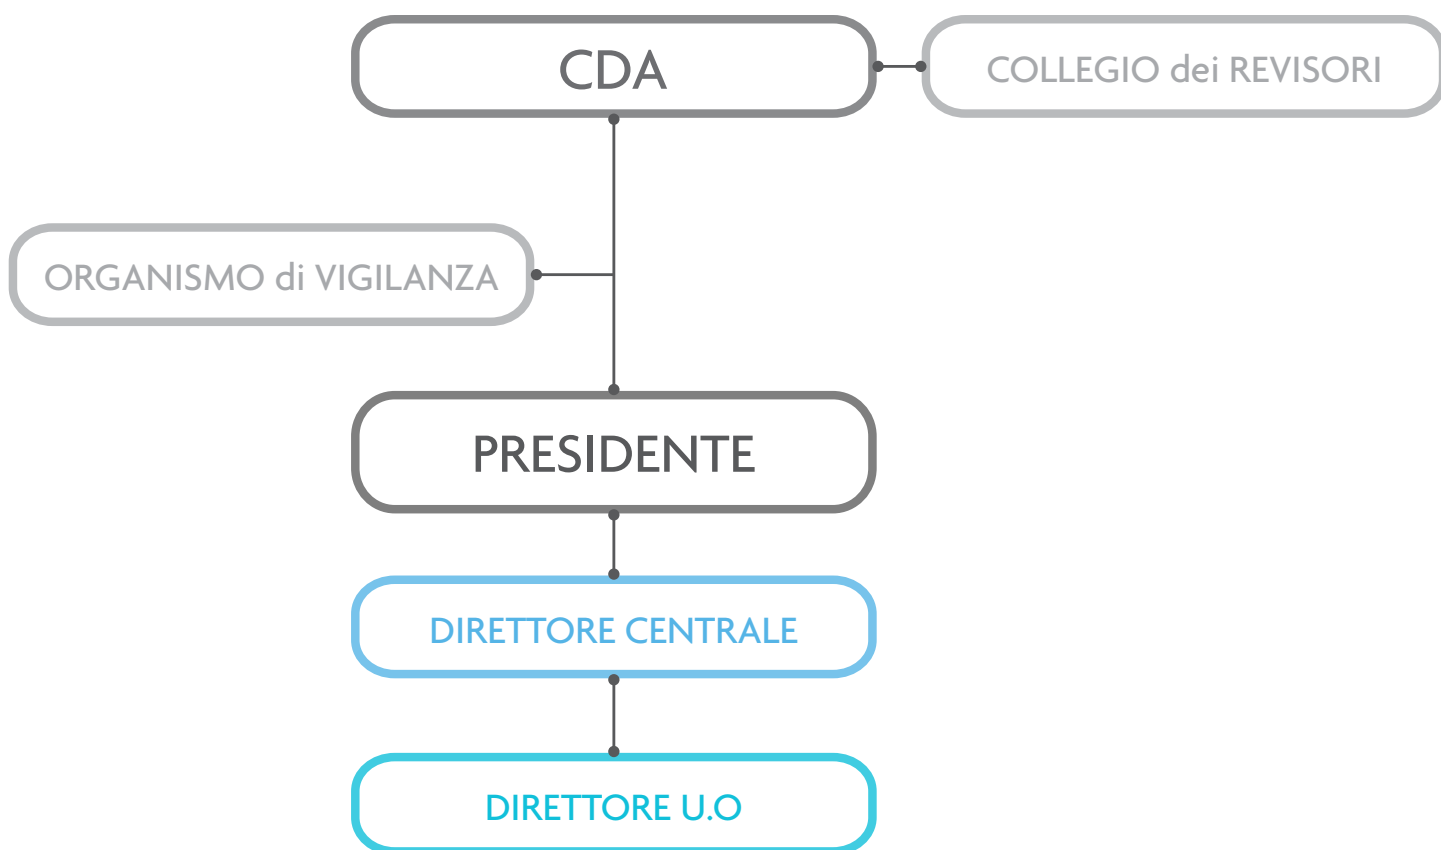 CDA
COLLEGIO dei REVISORI
ORGANISMO di VIGILANZA
PRESIDENTE
DIRETTORE CENTRALE
DIRETTORE U.O